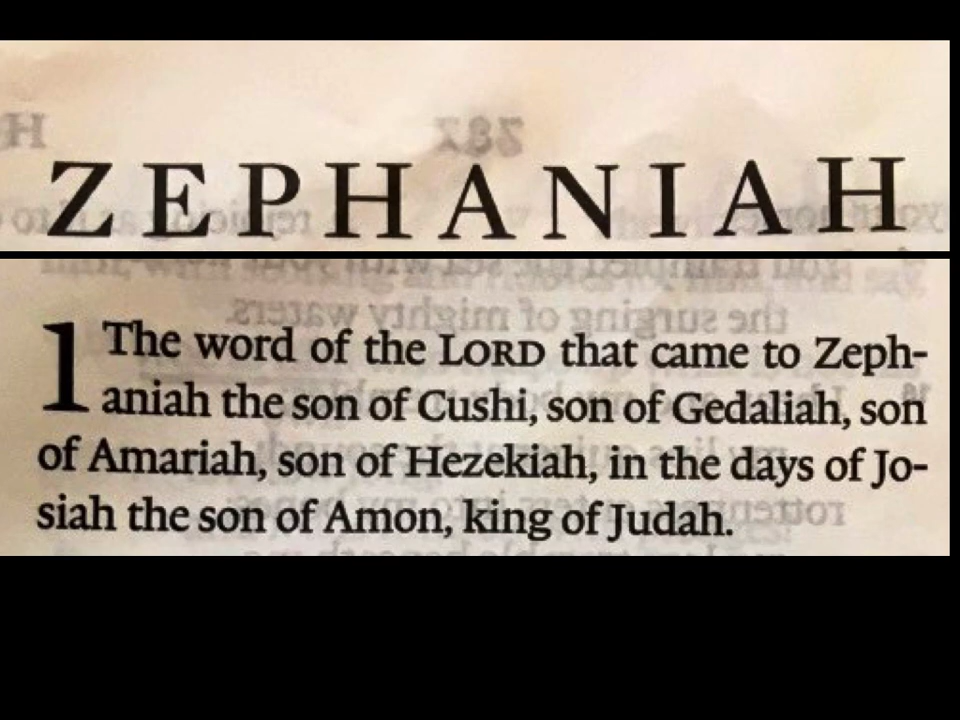 ZEPHANIAH
1 The word of the LORD that came to Zeph-
aniah the son of Cushi, son of Gedaliah, son
of Amariah, son of Hezekiah, in the days of Jo-
siah the son of Amon, king of Judah.